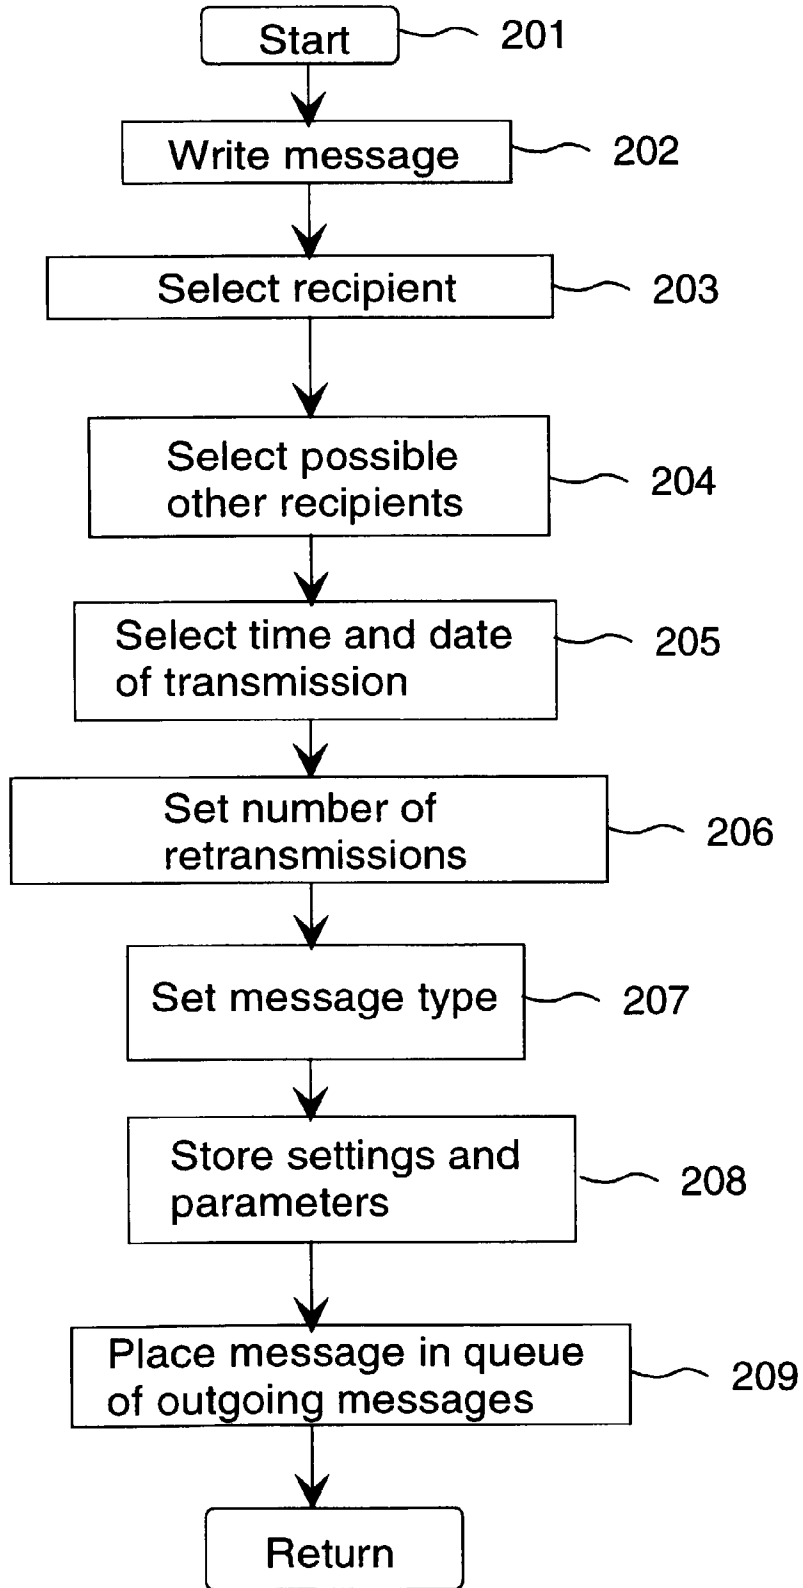 Start 201
Write message 202
Select recipient 203
Select possible
other recipients 204
Select time and date
of transmission 205
Set number of
retransmissions 206
Set message type 207
Store settings and
parameters 208
Place message in queue
of outgoing messages 209
Return